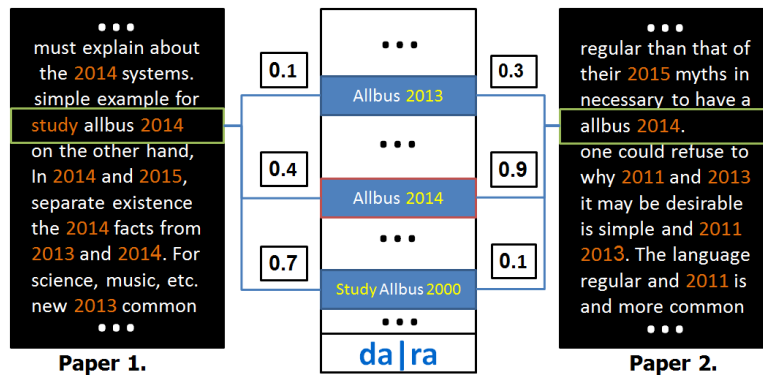 ● ● ●
must explain about
the 2014 systems.
simple example for
study allbus 2014
on the other hand,
In 2014 and 2015,
separate existence
the 2014 facts from
2013 and 2014. For
science, music, etc.
new 2013 common
● ● ●
Paper 1.
0.1
0.4
0.7
● ● ●
Allbus 2013
● ● ●
Allbus 2014
● ● ●
Study Allbus 2000
● ● ●
da|ra
0.3
0.9
0.1
● ● ●
regular than that of
their 2015 myths in
necessary to have a
allbus 2014.
one could refuse to
why 2011 and 2013
it may be desirable
is simple and 2011
2013. The language
regular and 2011 is
and more common
● ● ●
Paper 2.